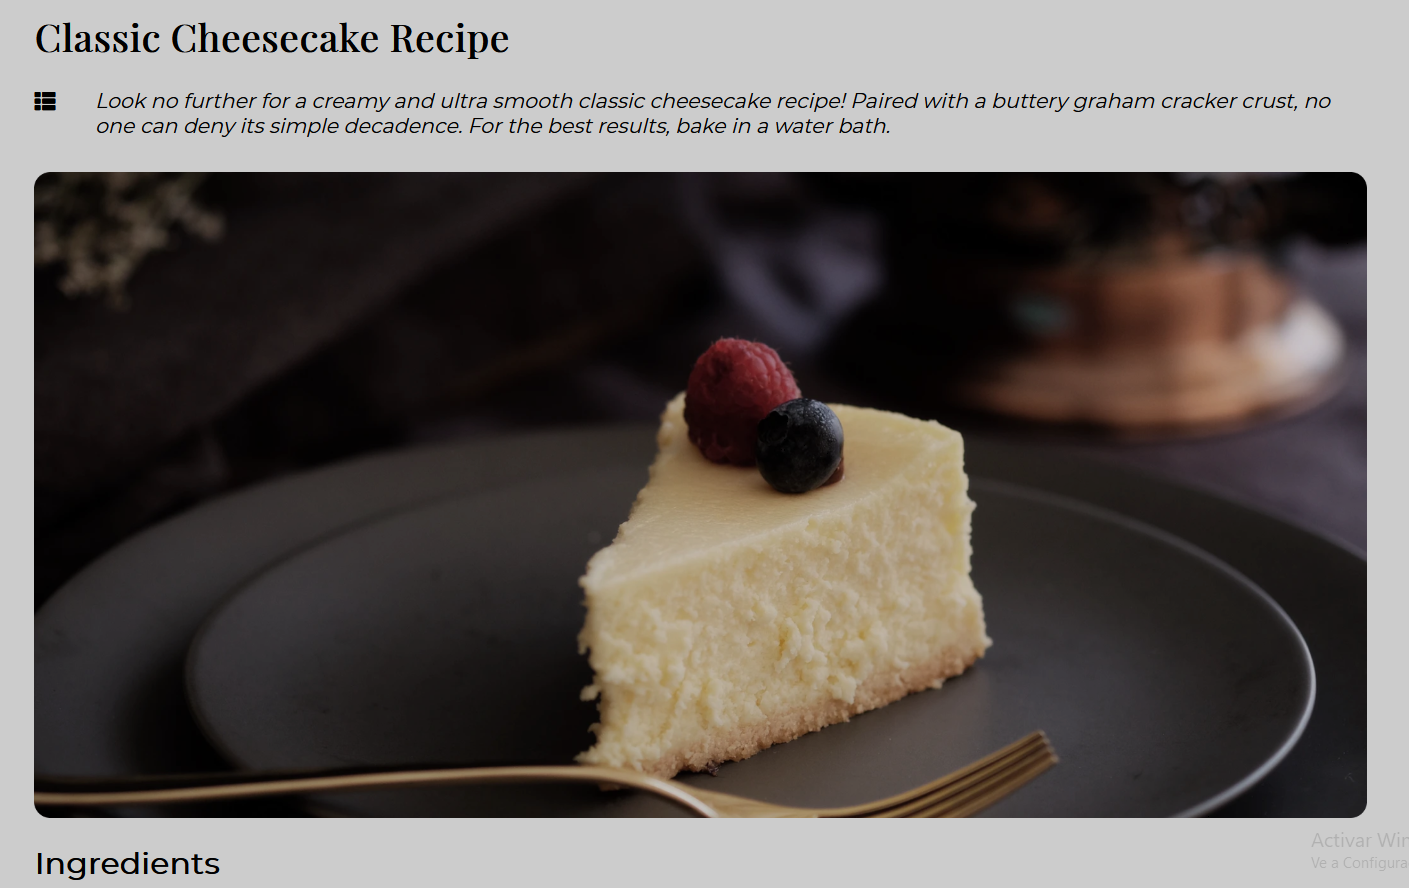 Classic Cheesecake Recipe
Look no further for a creamy and ultra smooth classic cheesecake recipe! Paired with a buttery graham cracker crust, no
one can deny its simple decadence. For the best results, bake in a water bath.
Ingredients
Activar Win
Ve a Configura